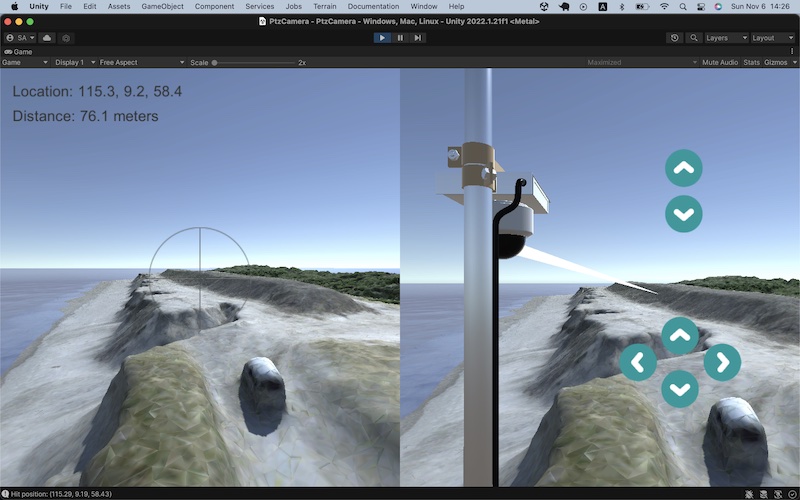 Unity File Edit Assets GameObject Component Services Jobs Terrain Documentation Window Help A Sun Nov 6 14:26
PtzCamera - PtzCamera - Windows, Mac, Linux - Unity 2022.1.21f1 <Metal>
SA Layers Layout
Game
Game Display 1 Free Aspect Scale 2x Maximized Mute Audio Stats Gizmos
Location: 115.3, 9.2, 58.4
Distance: 76.1 meters
Hit position: (115.29, 9.19, 58.43)